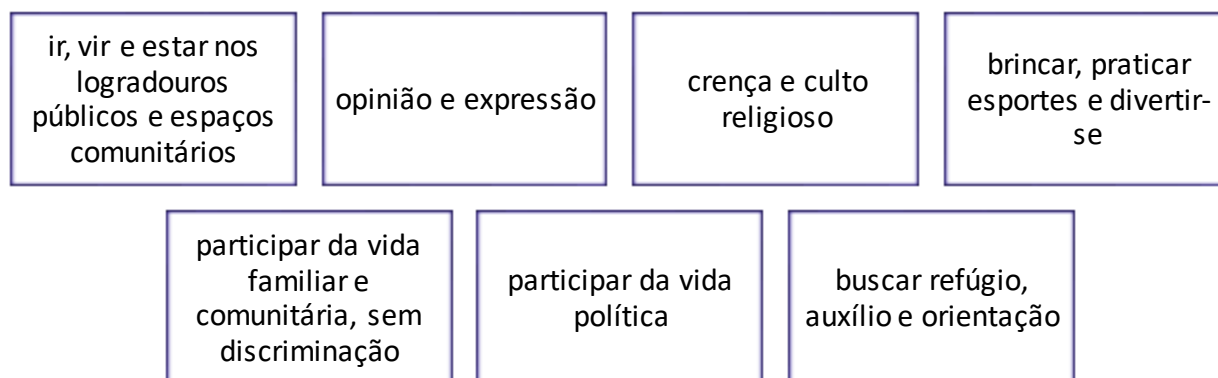 ir, vir e estar nos
logradouros
públicos e espaços
comunitários
opinião e expressão
crença e culto
religioso
brincar, praticar
esportes e divertir-
se
participar da vida
familiar e
comunitária, sem
discriminação
participar da vida
política
buscar refúgio,
auxílio e orientação